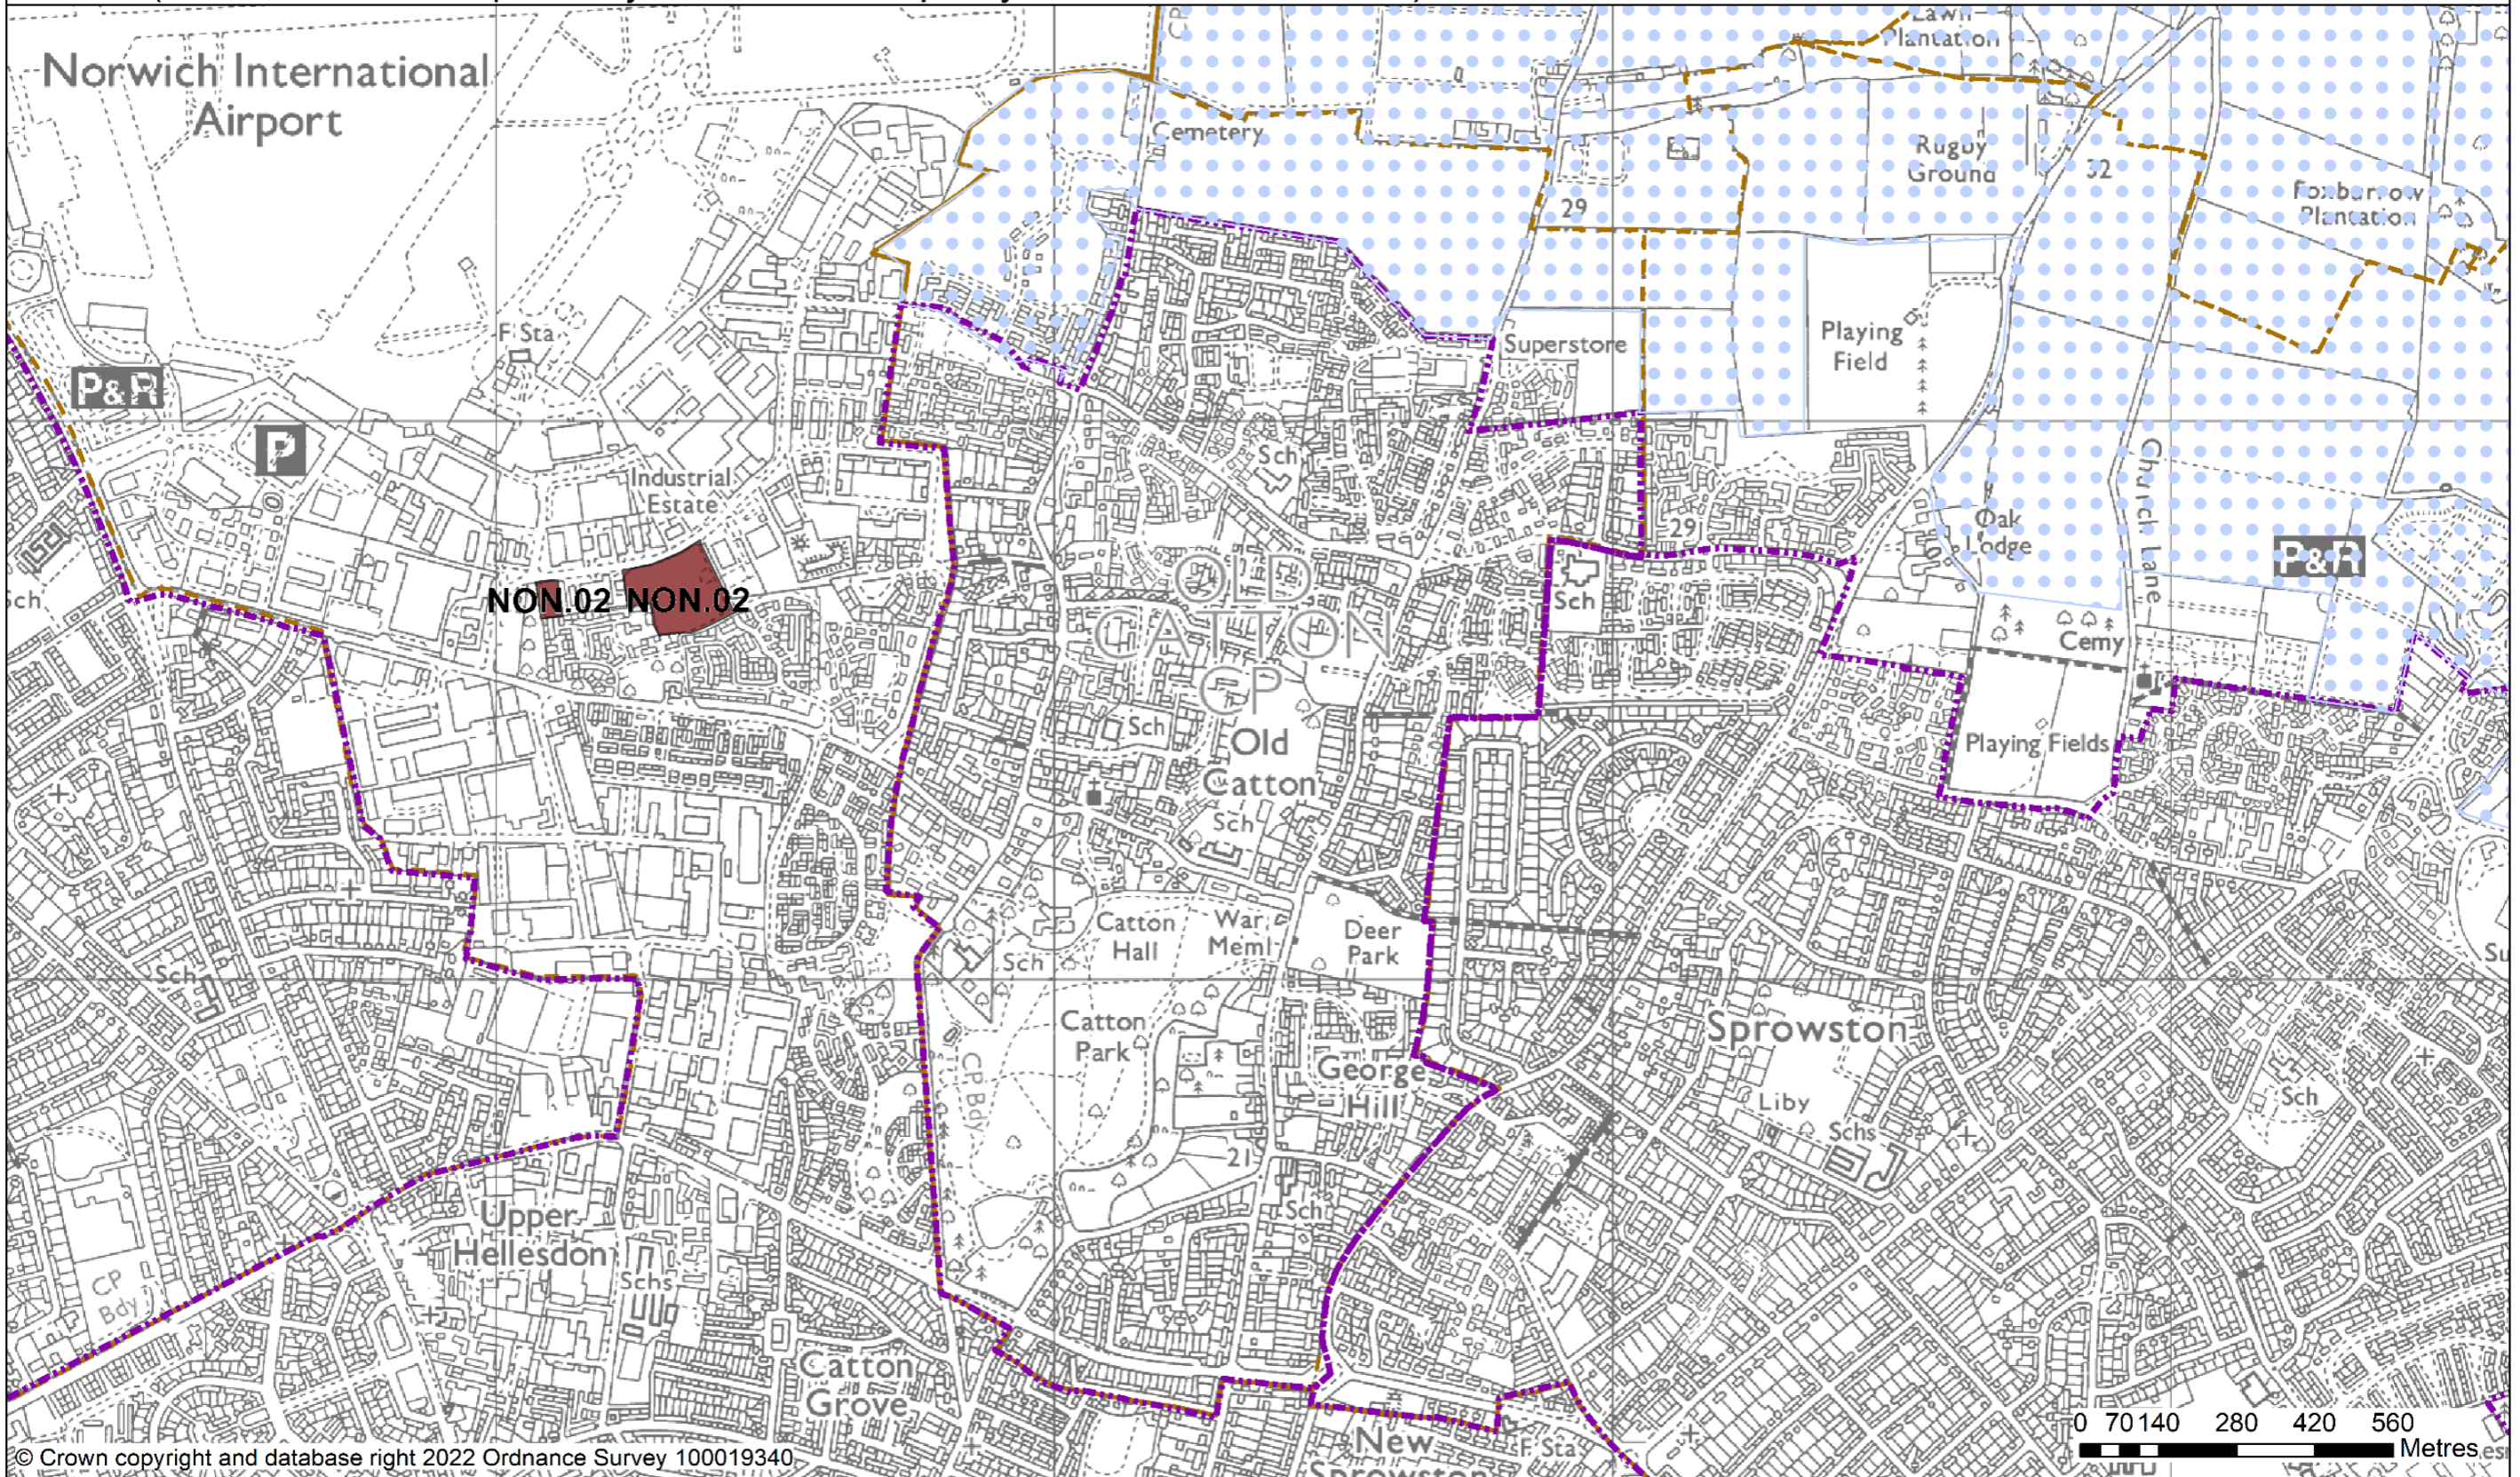 Norwich International
Airport
Lawn
Plantation
CP
Cemetery
Rugby
Ground
32
29
Foxburrow
Plantation
F Sta
Superstore
Playing
Field
P&R
P
Industrial
Estate
Sch
29
Oak
Lodge
Church Lane
P&R
NON.02 NON.02
OLD
CATTON
CP
Sch
Sch
Cemy
Sch
Old
Catton
Sch
Playing Fields
Catton
Hall
War
Meml
Deer
Park
Sch
Sch
Catton
Park
CP Bdy
George
Hill
Sprowston
Liby
Schs
Sch
21
Sch
Upper
Hellesdon
Schs
CP
Bdy
Catton
Grove
New
Sprowston
F Sta
0 70 140 280 420 560
Metres
© Crown copyright and database right 2022 Ordnance Survey 100019340